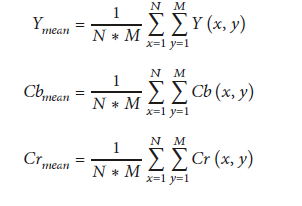 Y_mean = 1 / (N * M) N∑x=1 M∑y=1 Y (x, y)
Cb_mean = 1 / (N * M) N∑x=1 M∑y=1 Cb (x, y)
Cr_mean = 1 / (N * M) N∑x=1 M∑y=1 Cr (x, y)